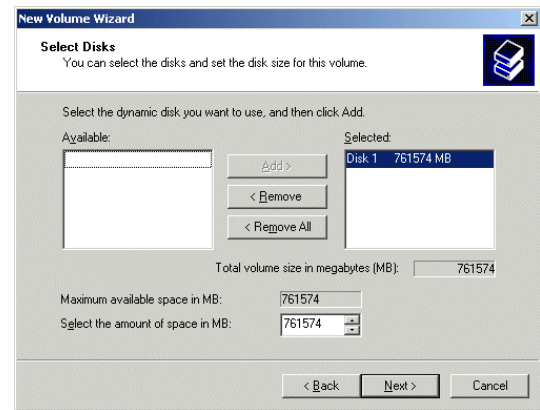 New Volume Wizard
Select Disks
You can select the disks and set the disk size for this volume.
Select the dynamic disk you want to use, and then click Add.
Available:
Selected:
Disk 1 761574 MB
Add >
< Remove
< Remove All
Total volume size in megabytes (MB): 761574
Maximum available space in MB: 761574
Select the amount of space in MB: 761574
< Back Next > Cancel